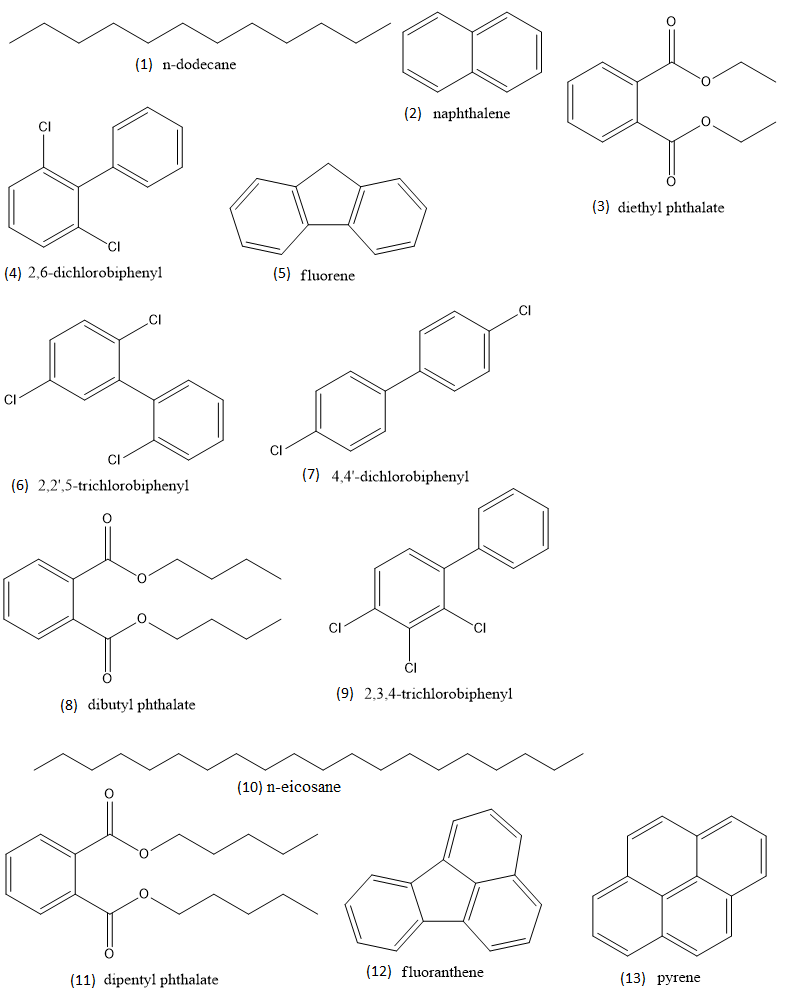 (1) n-dodecane
(2) naphthalene
O
O
O
O
(3) diethyl phthalate
Cl
Cl
(4) 2,6-dichlorobiphenyl
(5) fluorene
Cl
Cl
Cl
(6) 2,2',5-trichlorobiphenyl
Cl
Cl
(7) 4,4'-dichlorobiphenyl
O
O
O
O
(8) dibutyl phthalate
Cl
Cl
Cl
(9) 2,3,4-trichlorobiphenyl
(10) n-eicosane
O
O
O
O
(11) dipentyl phthalate
(12) fluoranthene
(13) pyrene